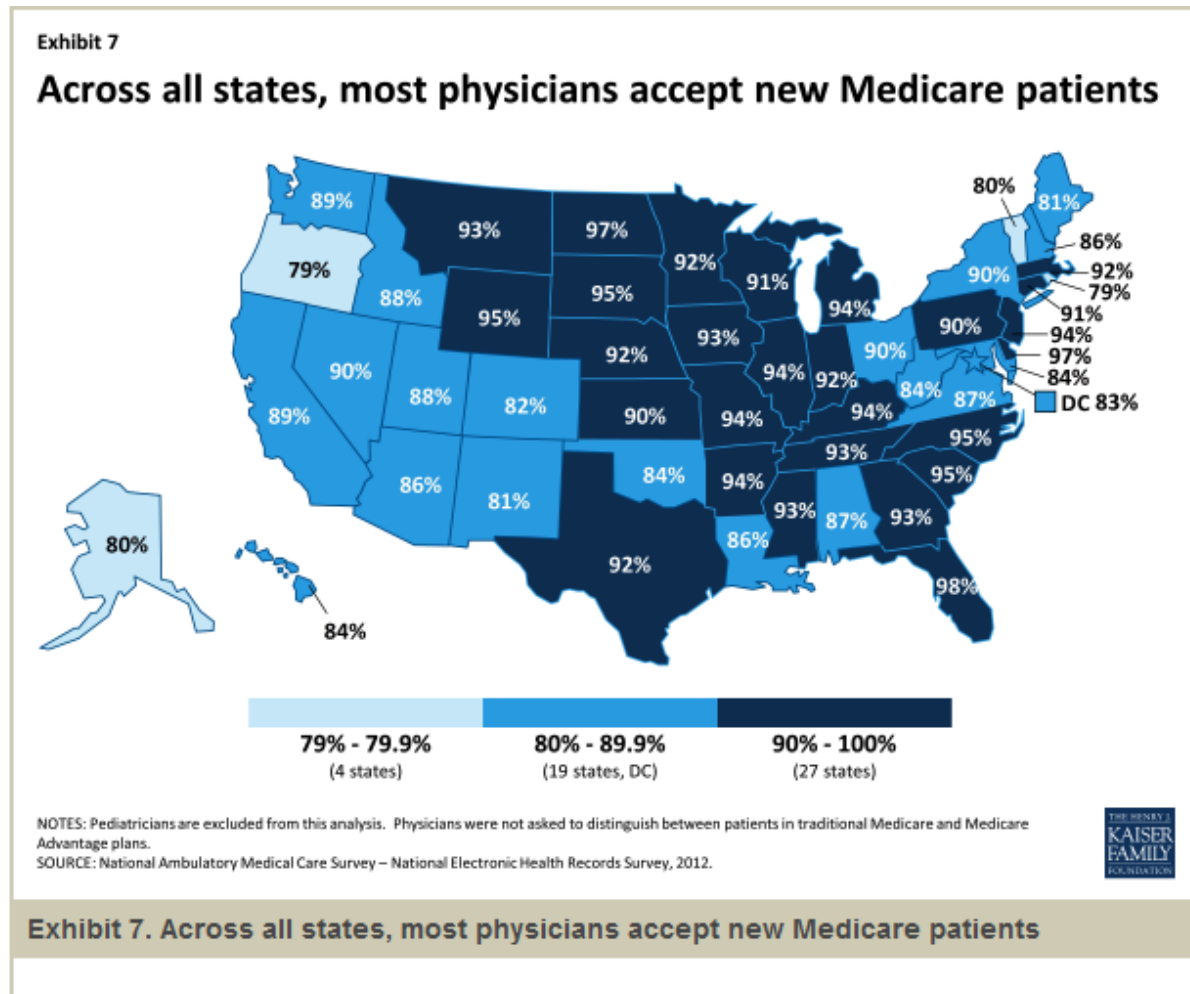 Exhibit 7
Across all states, most physicians accept new Medicare patients
80%
81%
89%
93%
97%
86%
92%
79%
91%
90%
92%
79%
88%
95%
94%
91%
95%
90%
90%
94%
93%
97%
92%
84%
90%
94%
92%
88%
82%
84%
87%
DC 83%
89%
90%
94%
94%
95%
93%
86%
84%
95%
81%
94%
93%
87%
93%
86%
80%
92%
98%
84%
79% - 79.9%
80% - 89.9%
90% - 100%
(4 states)
(19 states, DC)
(27 states)
NOTES: Pediatricians are excluded from this analysis. Physicians were not asked to distinguish between patients in traditional Medicare and Medicare
Advantage plans.
SOURCE: National Ambulatory Medical Care Survey – National Electronic Health Records Survey, 2012.
THE HENRY J.
KAISER
FAMILY
FOUNDATION
Exhibit 7. Across all states, most physicians accept new Medicare patients